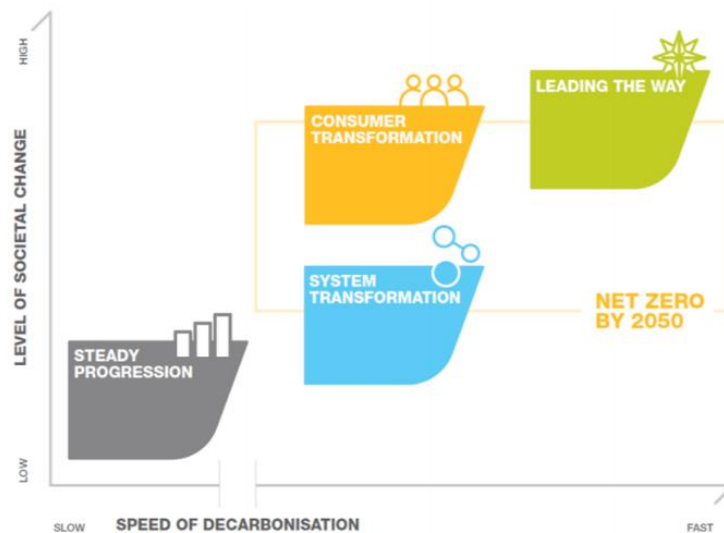 HIGH
LEVEL OF SOCIETAL CHANGE
LOW
CONSUMER
TRANSFORMATION
LEADING THE WAY
SYSTEM
TRANSFORMATION
NET ZERO
BY 2050
STEADY
PROGRESSION
SLOW
SPEED OF DECARBONISATION
FAST